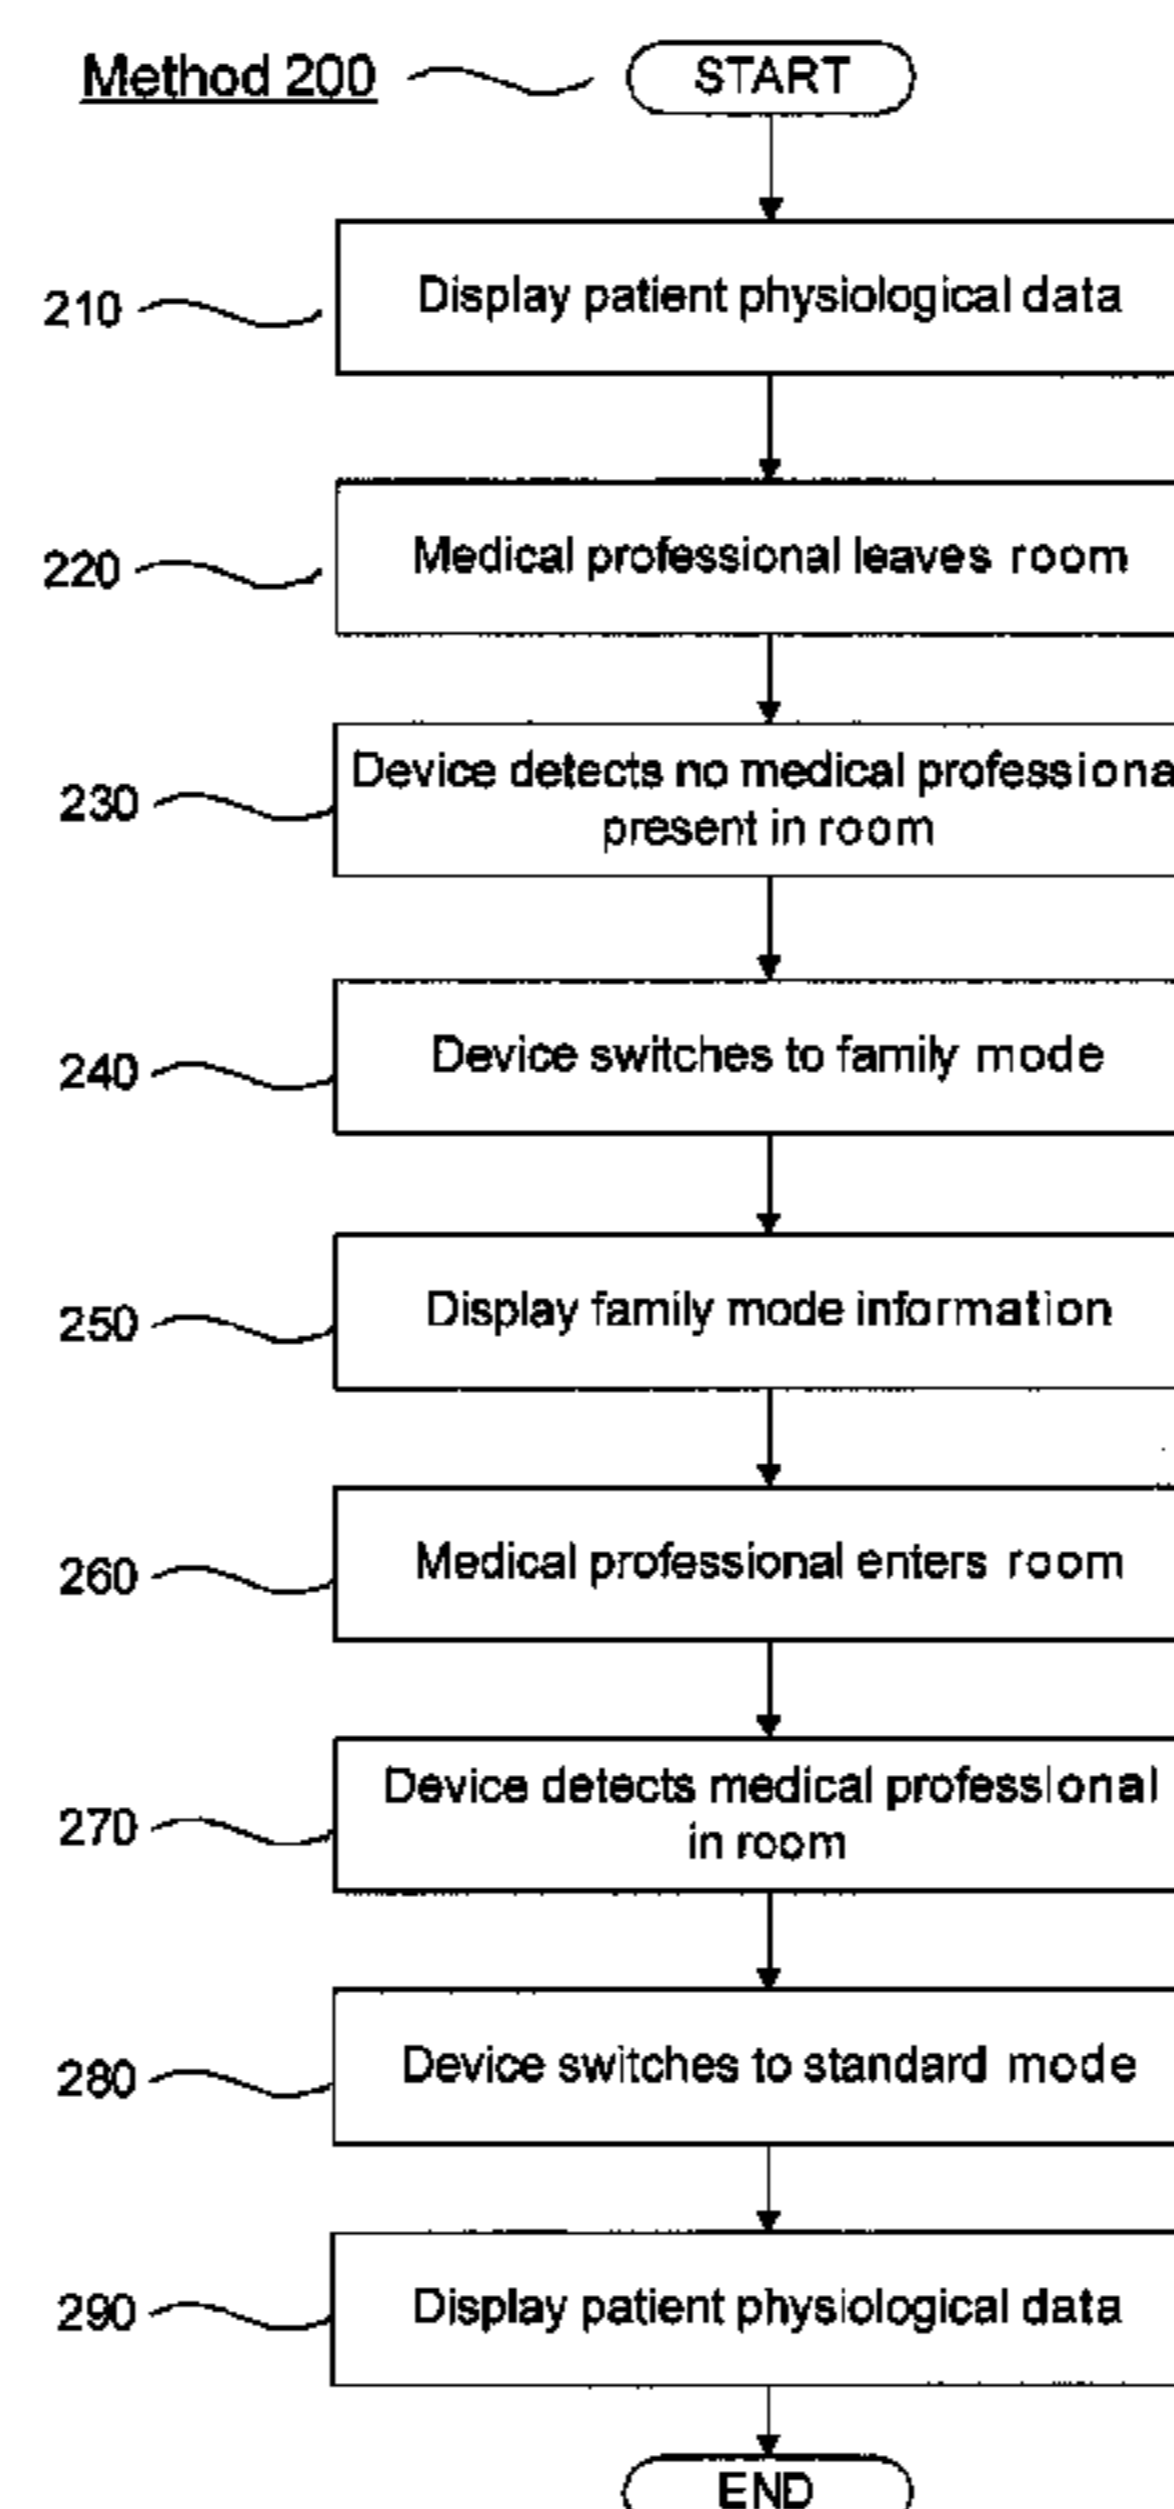 Method 200
START
210
Display patient physiological data
220
Medical professional leaves room
230
Device detects no medical professiona
present in room
240
Device switches to family mode
250
Display family mode information
260
Medical professional enters room
270
Device detects medical professional
in room
280
Device switches to standard mode
290
Display patient physiological data
END